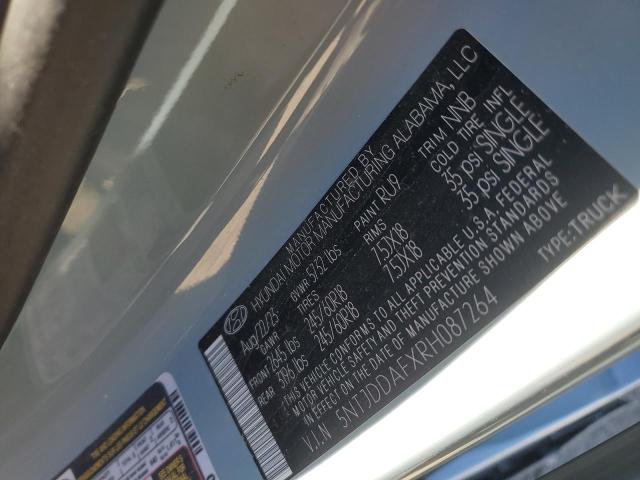 MANUFACTURED BY
HYUNDAI MOTOR MANUFACTURING ALABAMA, LLC
Aug/17/23 GVWR 5732 lbs PAINT RU9 TRIM NNB
GAWR TIRES RIMS COLD TIRE INFL
FRONT 2645 lbs 245/60R18 7.5JX18 35 psi SINGLE
3196 lbs 245/60R18 7.5JX18 35 psi SINGLE
THIS VEHICLE CONFORMS TO ALL APPLICABLE U.S.A. FEDERAL
MOTOR VEHICLE SAFETY AND THEFT PREVENTION STANDARDS
IN EFFECT ON THE DATE OF MANUFACTURE SHOWN ABOVE
V.I.N 5NTJDDAFXRH087264 TYPE:TRUCK